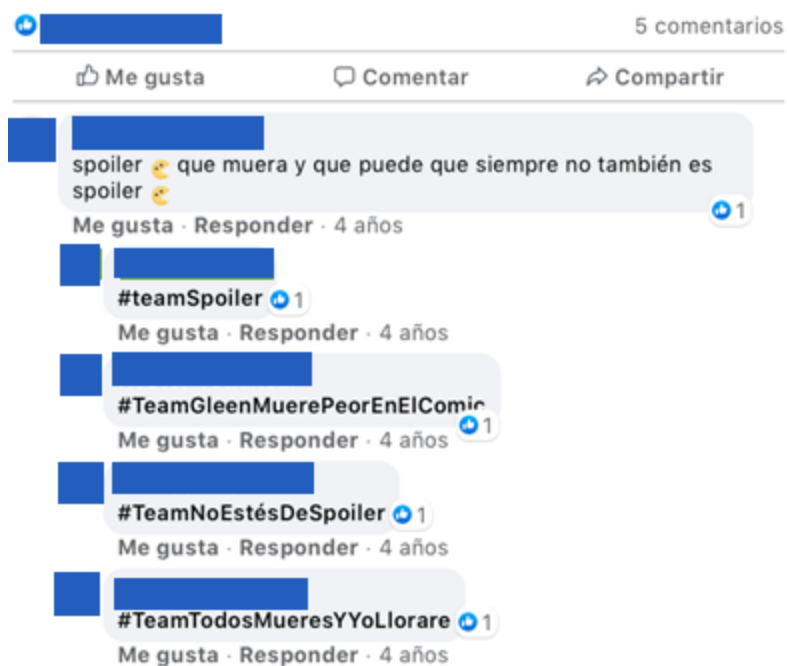 5 comentarios
Me gusta Comentar Compartir
spoiler que muera y que puede que siempre no también es
spoiler
1
Me gusta · Responder · 4 años
#teamSpoiler 1
Me gusta · Responder · 4 años
#TeamGleenMuerePeorEnElComic
1
Me gusta · Responder · 4 años
#TeamNoEstésDeSpoiler 1
Me gusta · Responder · 4 años
#TeamTodosMueresYYoLlorare 1
Me gusta · Responder · 4 años